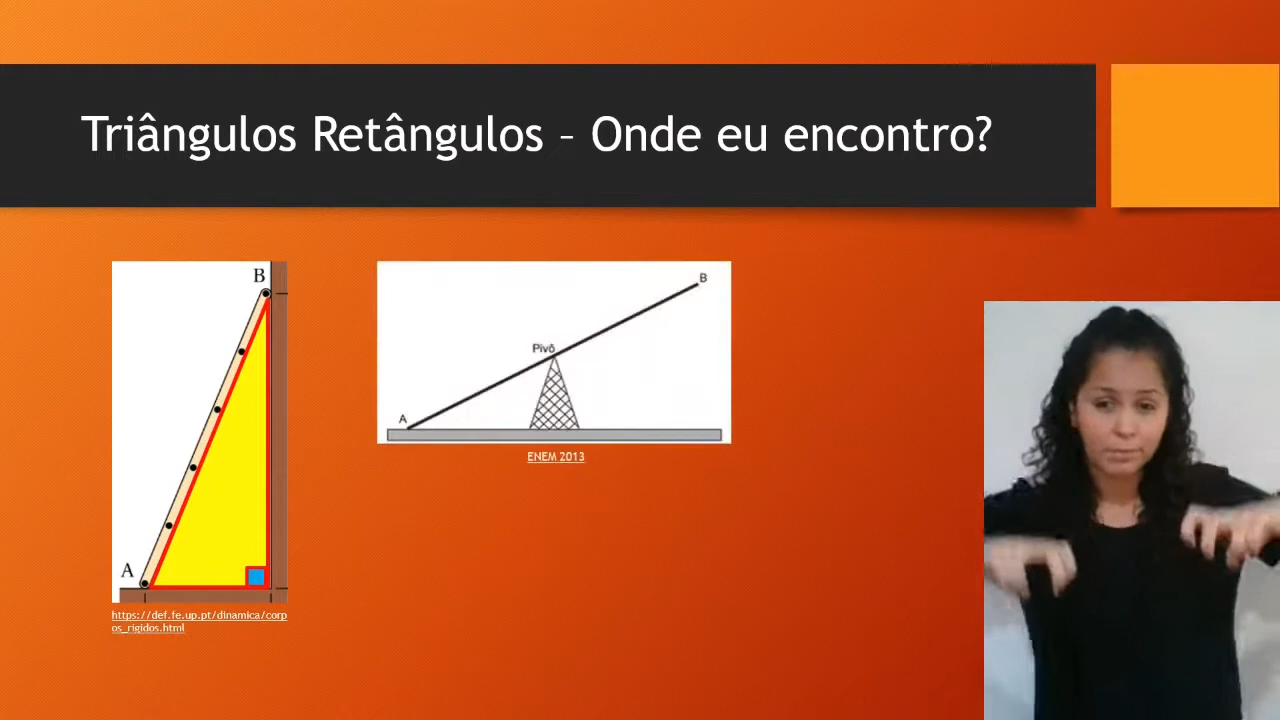 Triângulos Retângulos – Onde eu encontro?
B
A
https://def.fe.up.pt/dinamica/corp
os_rigidos.html
B
Pivô
A
ENEM 2013